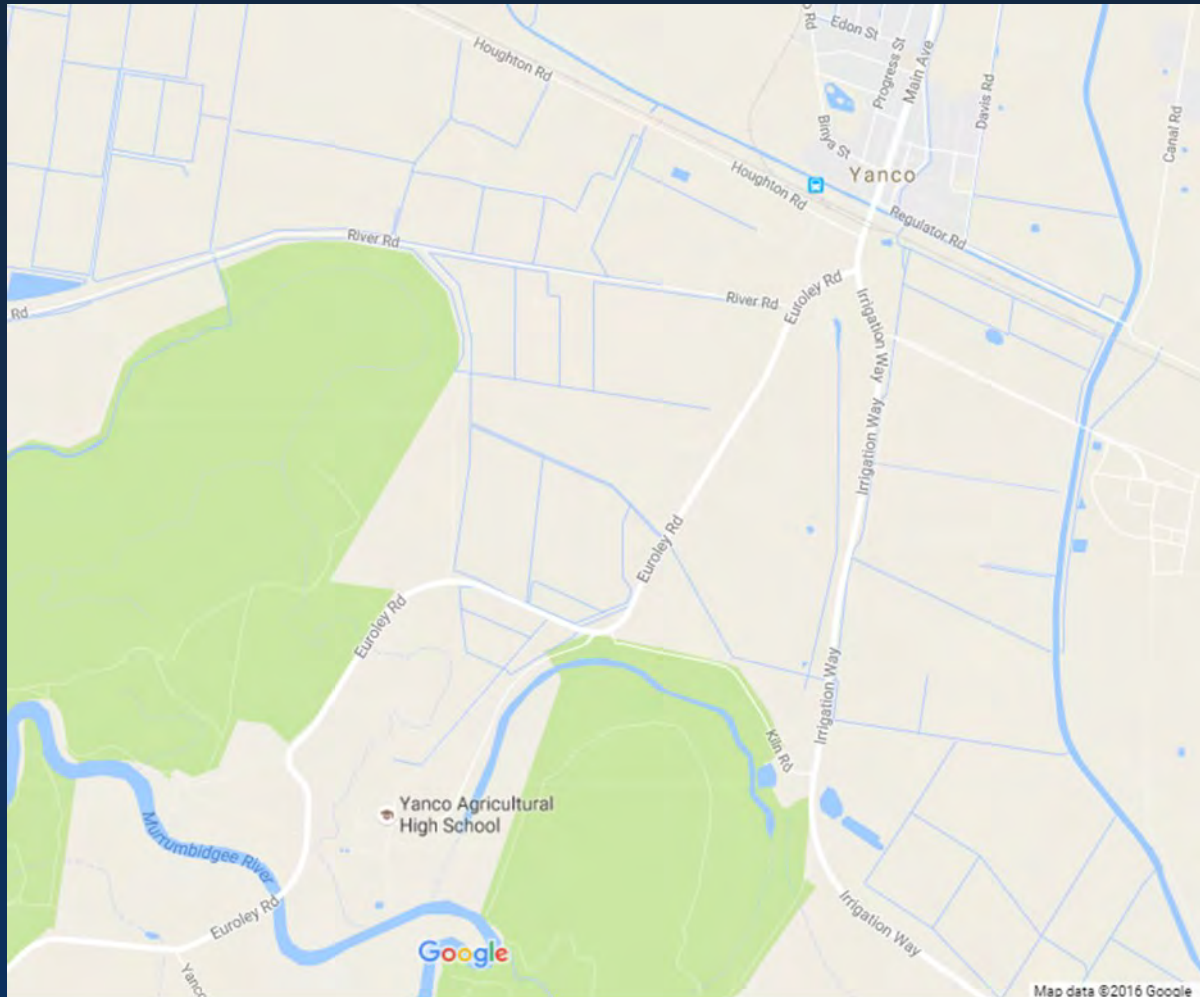 Edon St
Progress St
Main Ave
Houghton Rd
Davis Rd
Canal Rd
Binya St
Yanco
Houghton Rd
Regulator Rd
River Rd
River Rd
Euroley Rd
Rd
Irrigation Way
Irrigation Way
Euroley Rd
Euroley Rd
Irrigation Way
Kiln Rd
Yanco Agricultural
High School
Murrumbidgee River
Euroley Rd
Irrigation Way
Google
Map data ©2016 Google